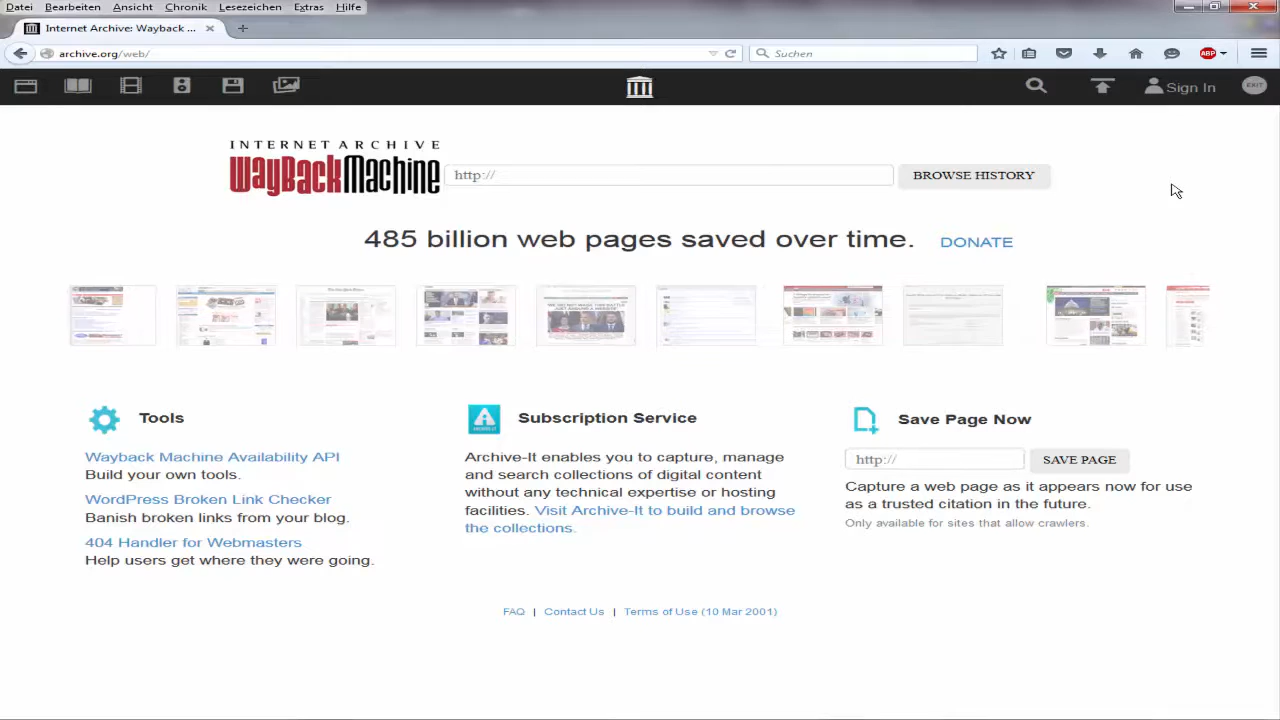 Datei Bearbeiten Ansicht Chronik Lesezeichen Extras Hilfe
Internet Archive: Wayback ...
archive.org/web/
Suchen
ABP
Sign In
EXIT
INTERNET ARCHIVE
WayBackMachine
http://
BROWSE HISTORY
485 billion web pages saved over time.
DONATE
Tools
Wayback Machine Availability API
Build your own tools.
WordPress Broken Link Checker
Banish broken links from your blog.
404 Handler for Webmasters
Help users get where they were going.
Subscription Service
Archive-It enables you to capture, manage
and search collections of digital content
without any technical expertise or hosting
facilities. Visit Archive-It to build and browse
the collections.
Save Page Now
http://
SAVE PAGE
Capture a web page as it appears now for use
as a trusted citation in the future.
Only available for sites that allow crawlers.
FAQ | Contact Us | Terms of Use (10 Mar 2001)